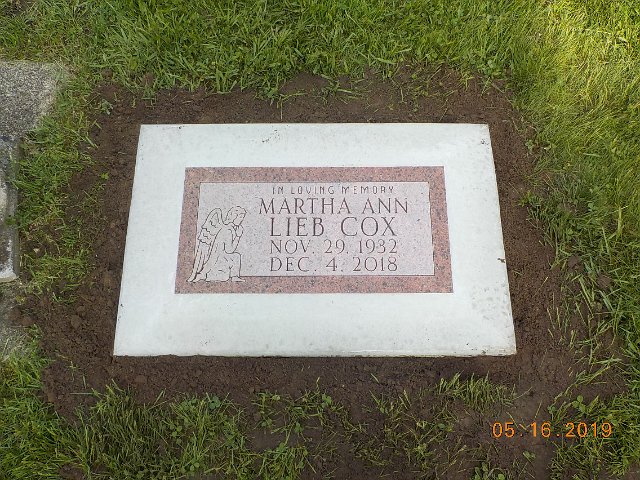 IN LOVING MEMORY
MARTHA ANN
LIEB COX
NOV. 29. 1932
DEC. 4. 2018
05 16 2019